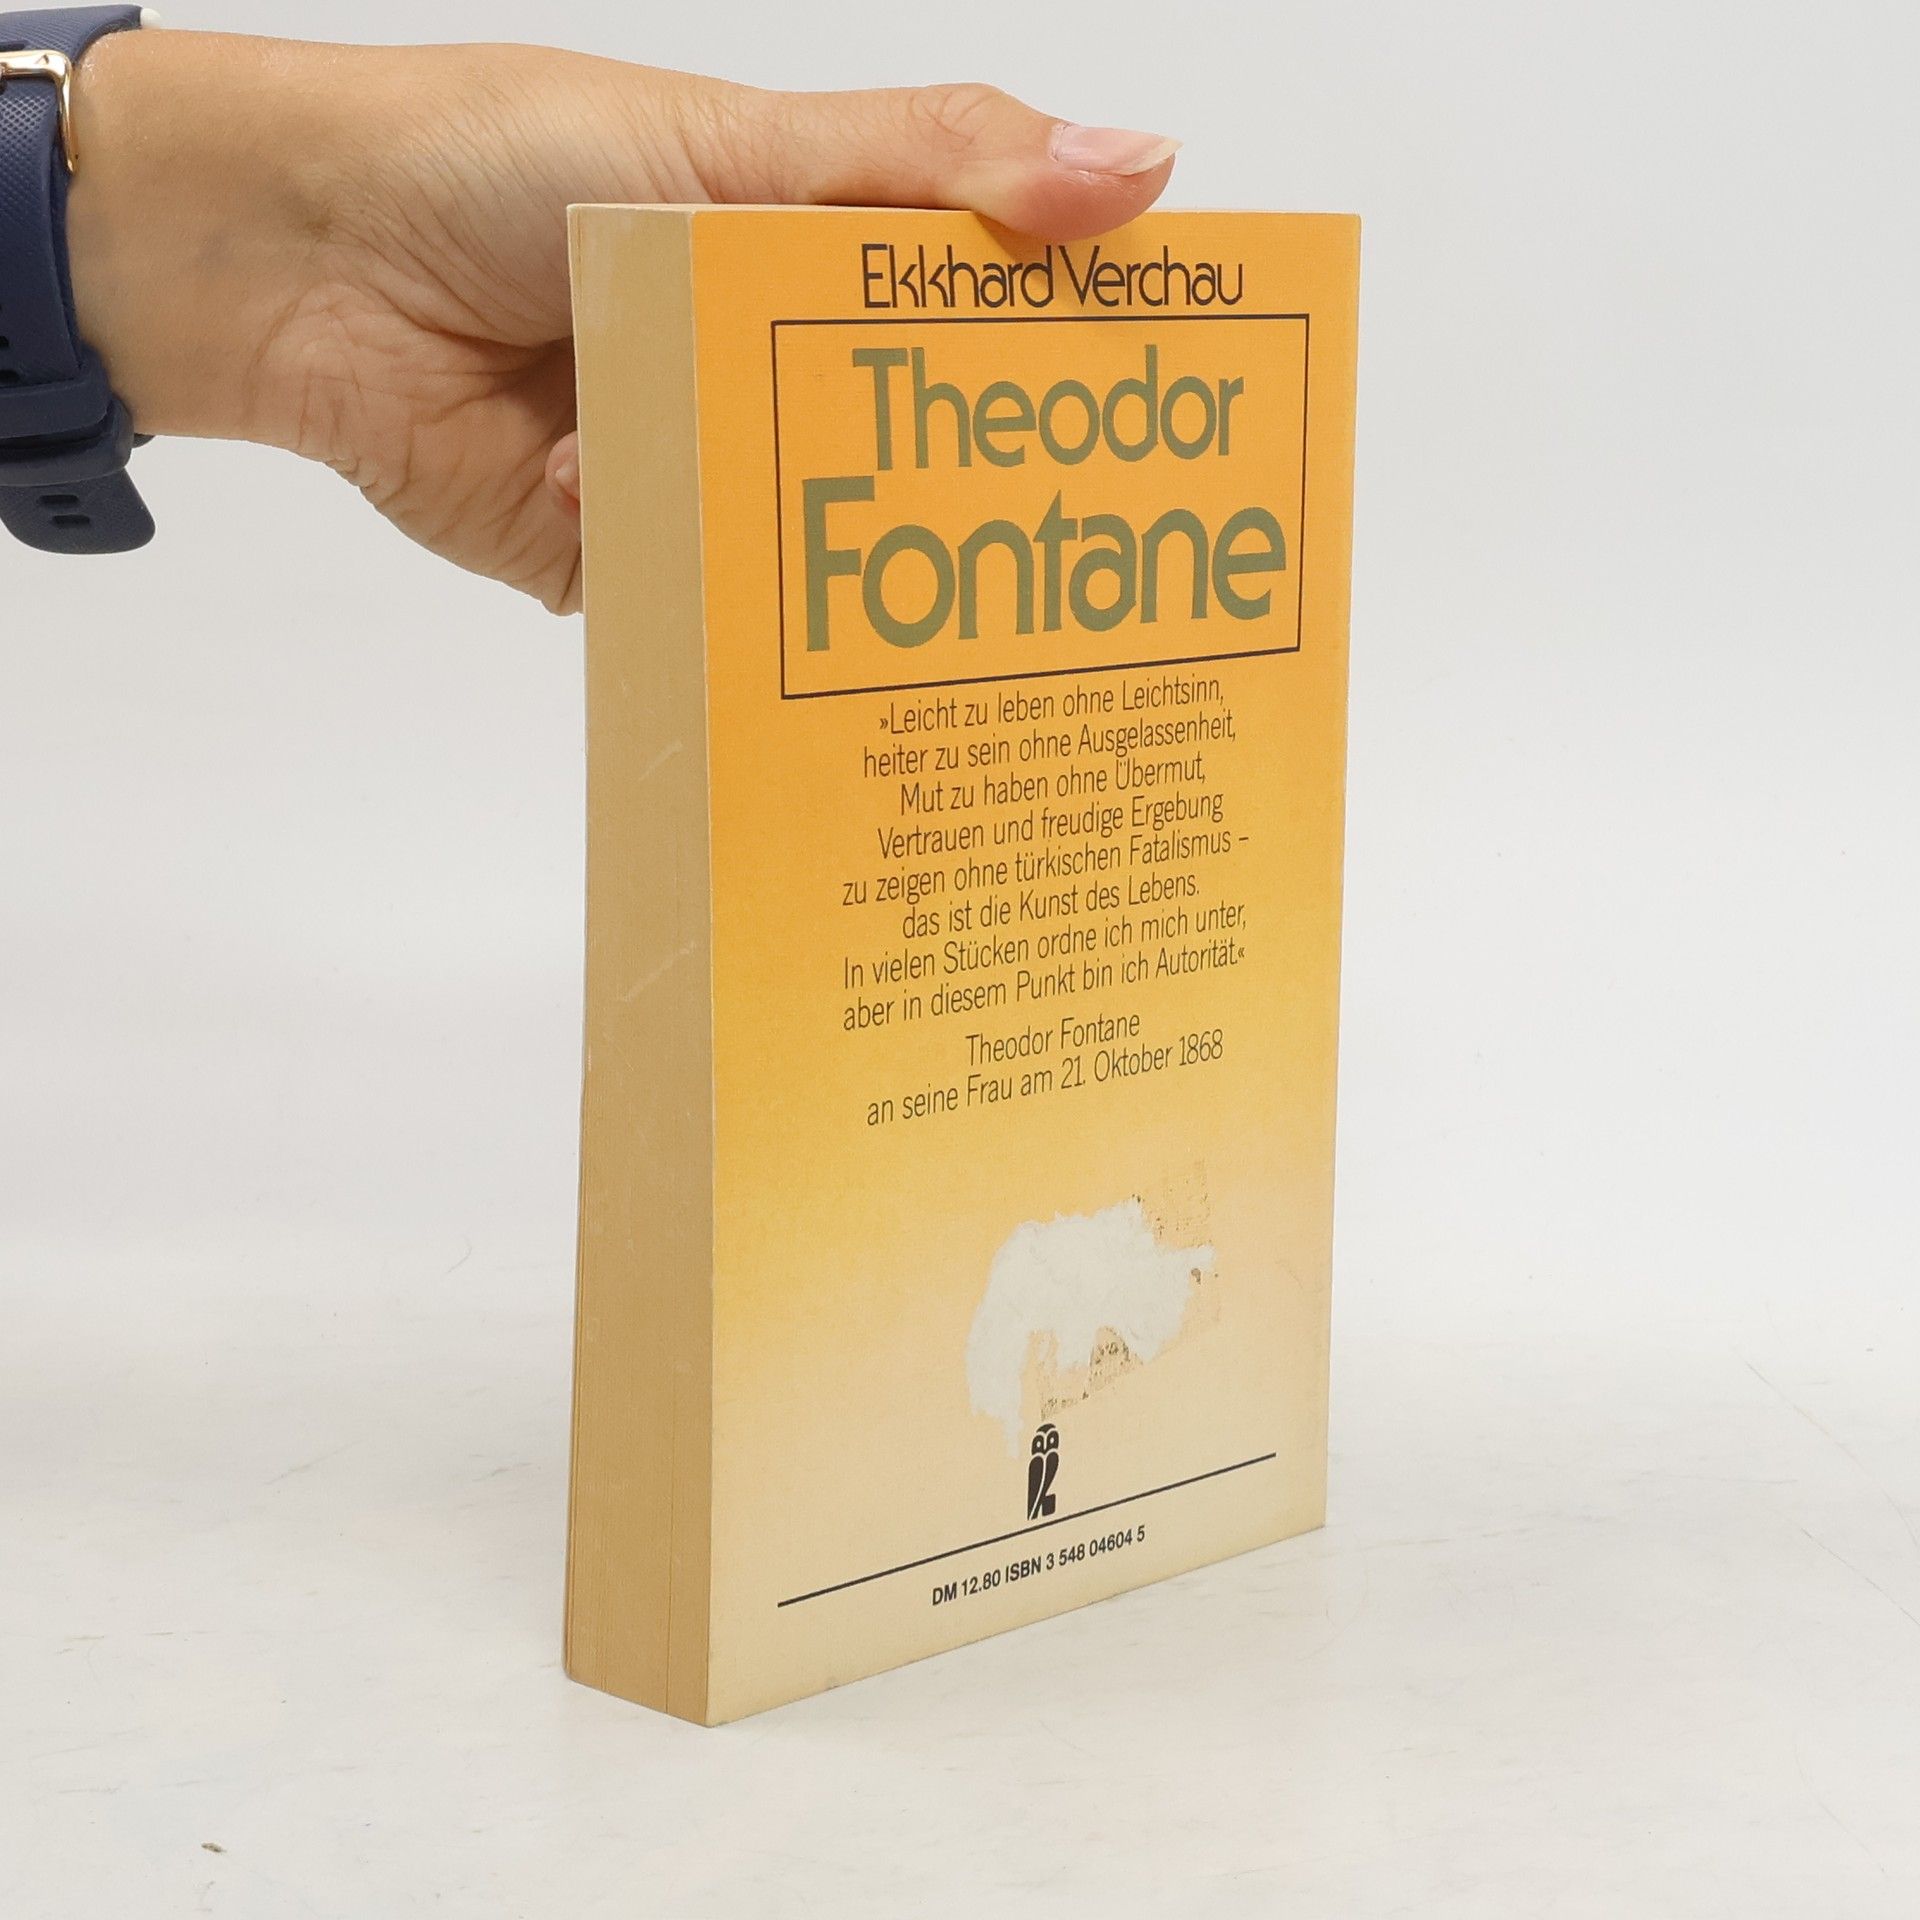 Ekkhard Verchau
Theodor
Fontane
»Leicht zu leben ohne Leichtsinn,
heiter zu sein ohne Ausgelassenheit,
Mut zu haben ohne Übermut,
Vertrauen und freudige Ergebung
zu zeigen ohne türkischen Fatalismus –
das ist die Kunst des Lebens.
In vielen Stücken ordne ich mich unter,
aber in diesem Punkt bin ich Autorität.«
Theodor Fontane
an seine Frau am 21. Oktober 1868
DM 12.80 ISBN 3 548 04604 5